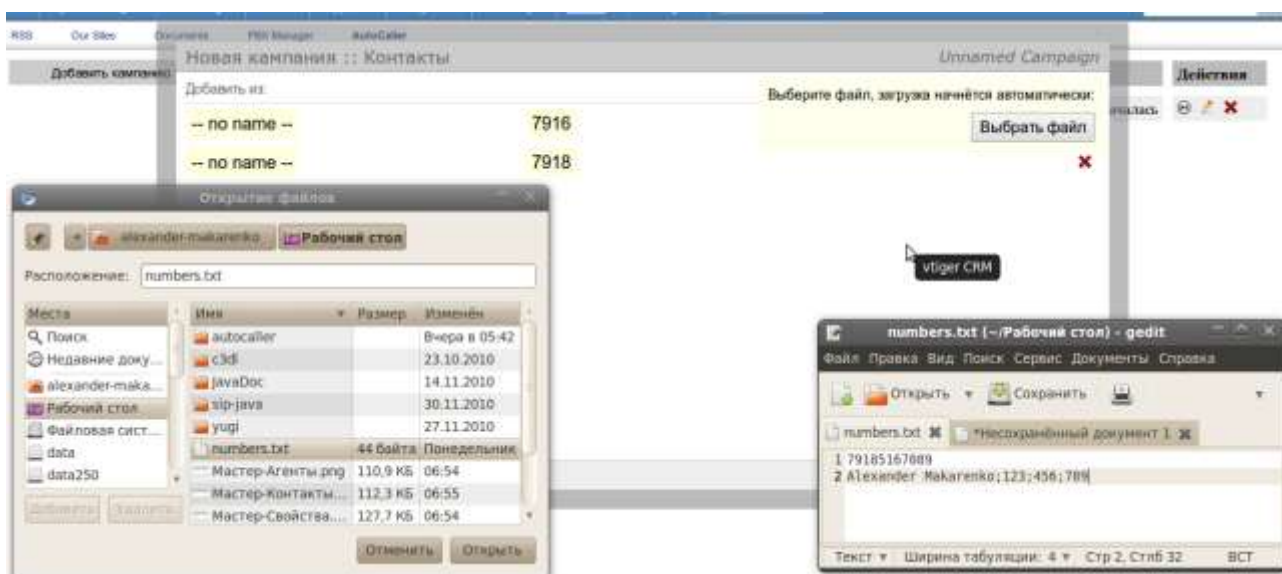 RSS Our Sites Documents PBX Manager AutoCaller
Добавить кампанию
Новая кампания :: Контакты Unnamed Campaign
Действия
Добавить из:
Выберите файл, загрузка начнётся автоматически:
-- no name -- 7916
Выбрать файл
-- no name -- 7918
Открытие файлов
alexander-makarenko Рабочий стол
Расположение: numbers.txt
vtiger CRM
Места
Поиск
Недавние доку...
alexander-maka...
Рабочий стол
Файловая сист...
data
data250
Добавить Удалить
Имя Размер Изменён
autocaller Вчера в 05:42
c3dl 23.10.2010
JavaDoc 14.11.2010
sip-java 30.11.2010
yugi 27.11.2010
numbers.txt 44 байта Понедельник
Мастер-Агенты.png 110,9 КБ 06:54
Мастер-Контакты... 112,3 КБ 06:55
Мастер-Свойства.... 127,7 КБ 06:54
Отменить Открыть
numbers.txt (~/Рабочий стол) - gedit
Файл Правка Вид Поиск Сервис Документы Справка
Открыть Сохранить
numbers.txt *Несохранённый документ 1
1 79185167089
2 Alexander Makarenko;123;456;789
Текст Ширина табуляции: 4 Стр 2, Стлб 32 ВСТ